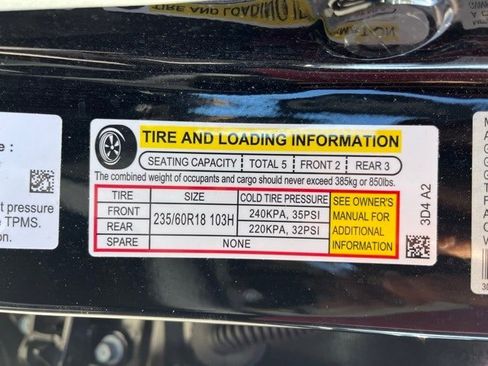 TIRE AND LOADING INFORMATION
SEATING CAPACITY TOTAL 5 FRONT 2 REAR 3
The combined weight of occupants and cargo should never exceed 385kg or 850lbs.
TIRE SIZE COLD TIRE PRESSURE SEE OWNER'S MANUAL FOR ADDITIONAL INFORMATION
FRONT 235/60R18 103H 240KPA, 35PSI
REAR 220KPA, 32PSI
SPARE NONE
3D4 A2
e :
t pressure
e TPMS.
on.